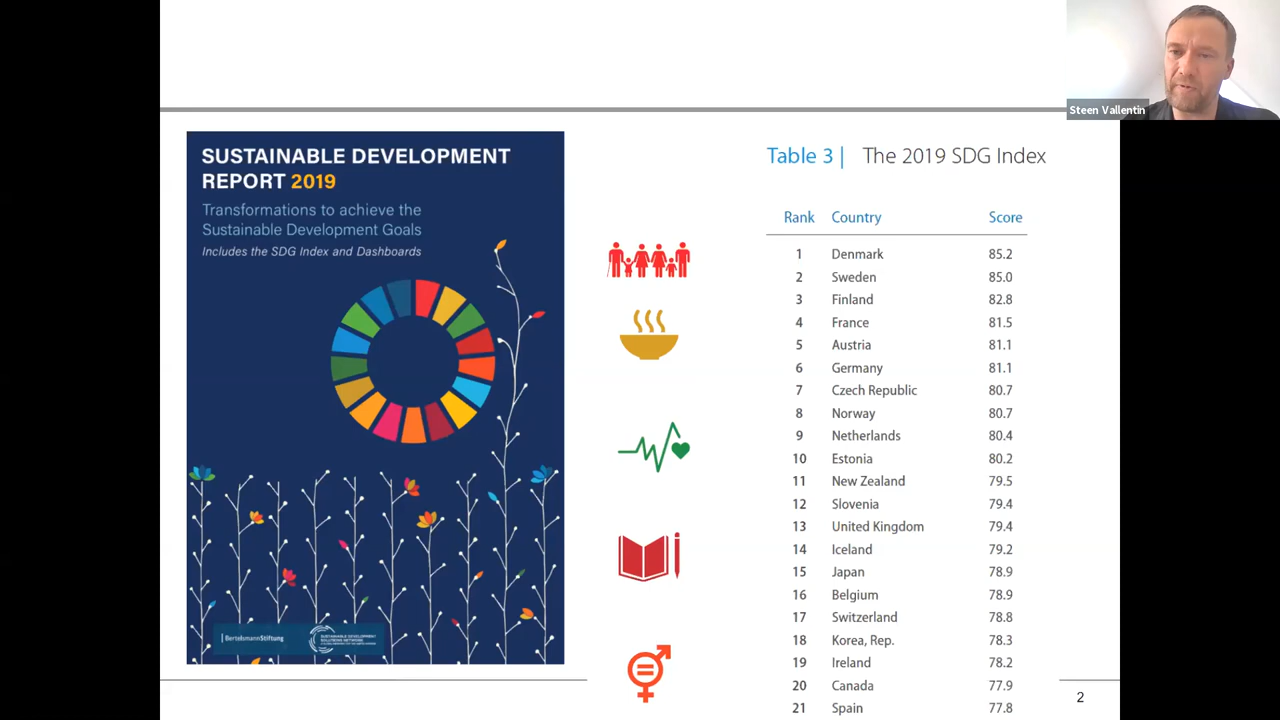 Steen Vallentin
SUSTAINABLE DEVELOPMENT
REPORT 2019
Transformations to achieve the
Sustainable Development Goals
Includes the SDG Index and Dashboards
BertelsmannStiftung
SUSTAINABLE DEVELOPMENT
SOLUTIONS NETWORK
Table 3 | The 2019 SDG Index
Rank Country Score
1 Denmark 85.2
2 Sweden 85.0
3 Finland 82.8
4 France 81.5
5 Austria 81.1
6 Germany 81.1
7 Czech Republic 80.7
8 Norway 80.7
9 Netherlands 80.4
10 Estonia 80.2
11 New Zealand 79.5
12 Slovenia 79.4
13 United Kingdom 79.4
14 Iceland 79.2
15 Japan 78.9
16 Belgium 78.9
17 Switzerland 78.8
18 Korea, Rep. 78.3
19 Ireland 78.2
20 Canada 77.9
21 Spain 77.8
2